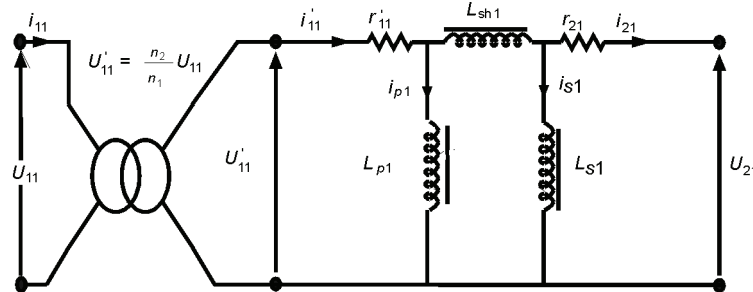 i11
i'11
r'11
Lsh1
r21
i21
U'11 = n2/n1 U11
ip1
iS1
U11
U'11
Lp1
LS1
U2